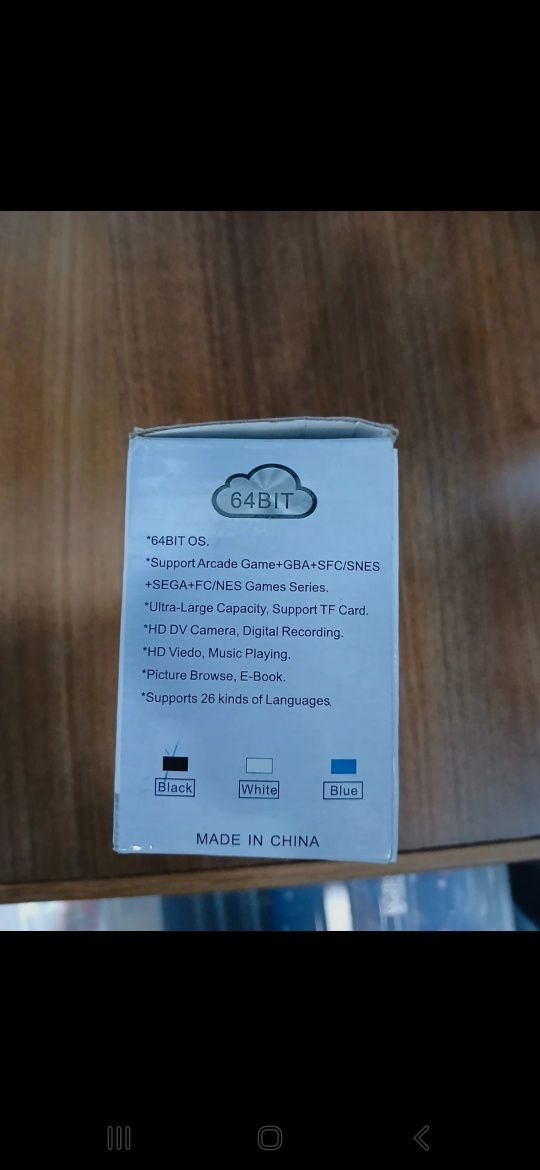 64BIT
*64BIT OS.
*Support Arcade Game+GBA+SFC/SNES
+SEGA+FC/NES Games Series.
*Ultra-Large Capacity, Support TF Card.
*HD DV Camera, Digital Recording.
*HD Viedo, Music Playing.
*Picture Browse, E-Book.
*Supports 26 kinds of Languages.
Black White Blue
MADE IN CHINA